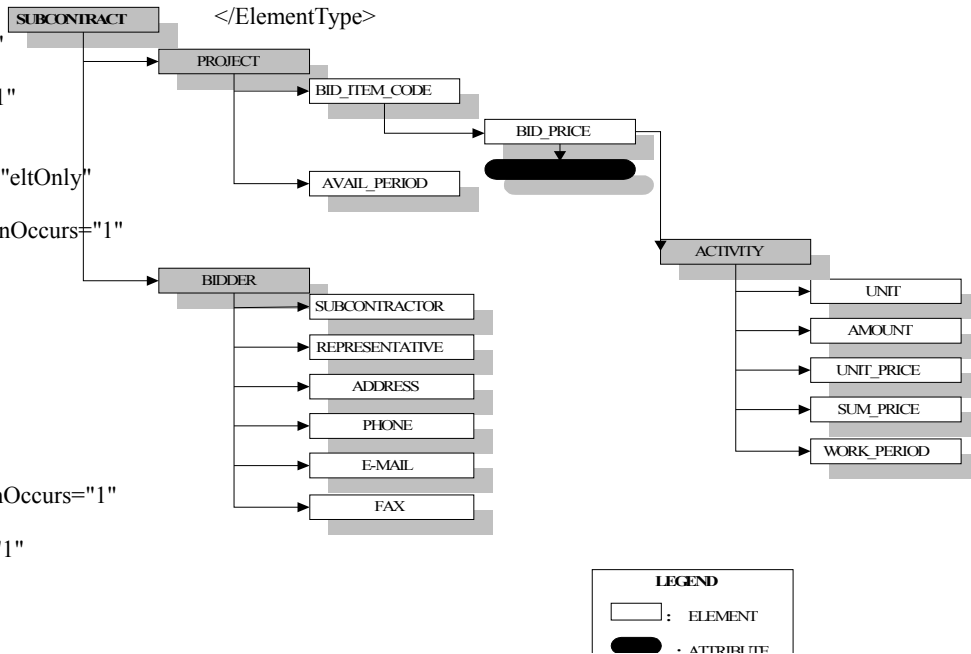 SUBCONTRACT
</ElementType>
"
PROJECT
BID_ITEM_CODE
1"
BID_PRICE
"eltOnly"
AVAIL_PERIOD
nOccurs="1"
ACTIVITY
BIDDER
UNIT
SUBCONTRACTOR
AMOUNT
REPRESENTATIVE
UNIT_PRICE
ADDRESS
SUM_PRICE
PHONE
WORK_PERIOD
E-MAIL
nOccurs="1"
FAX
"1"
LEGEND
: ELEMENT
: ATTRIBUTE